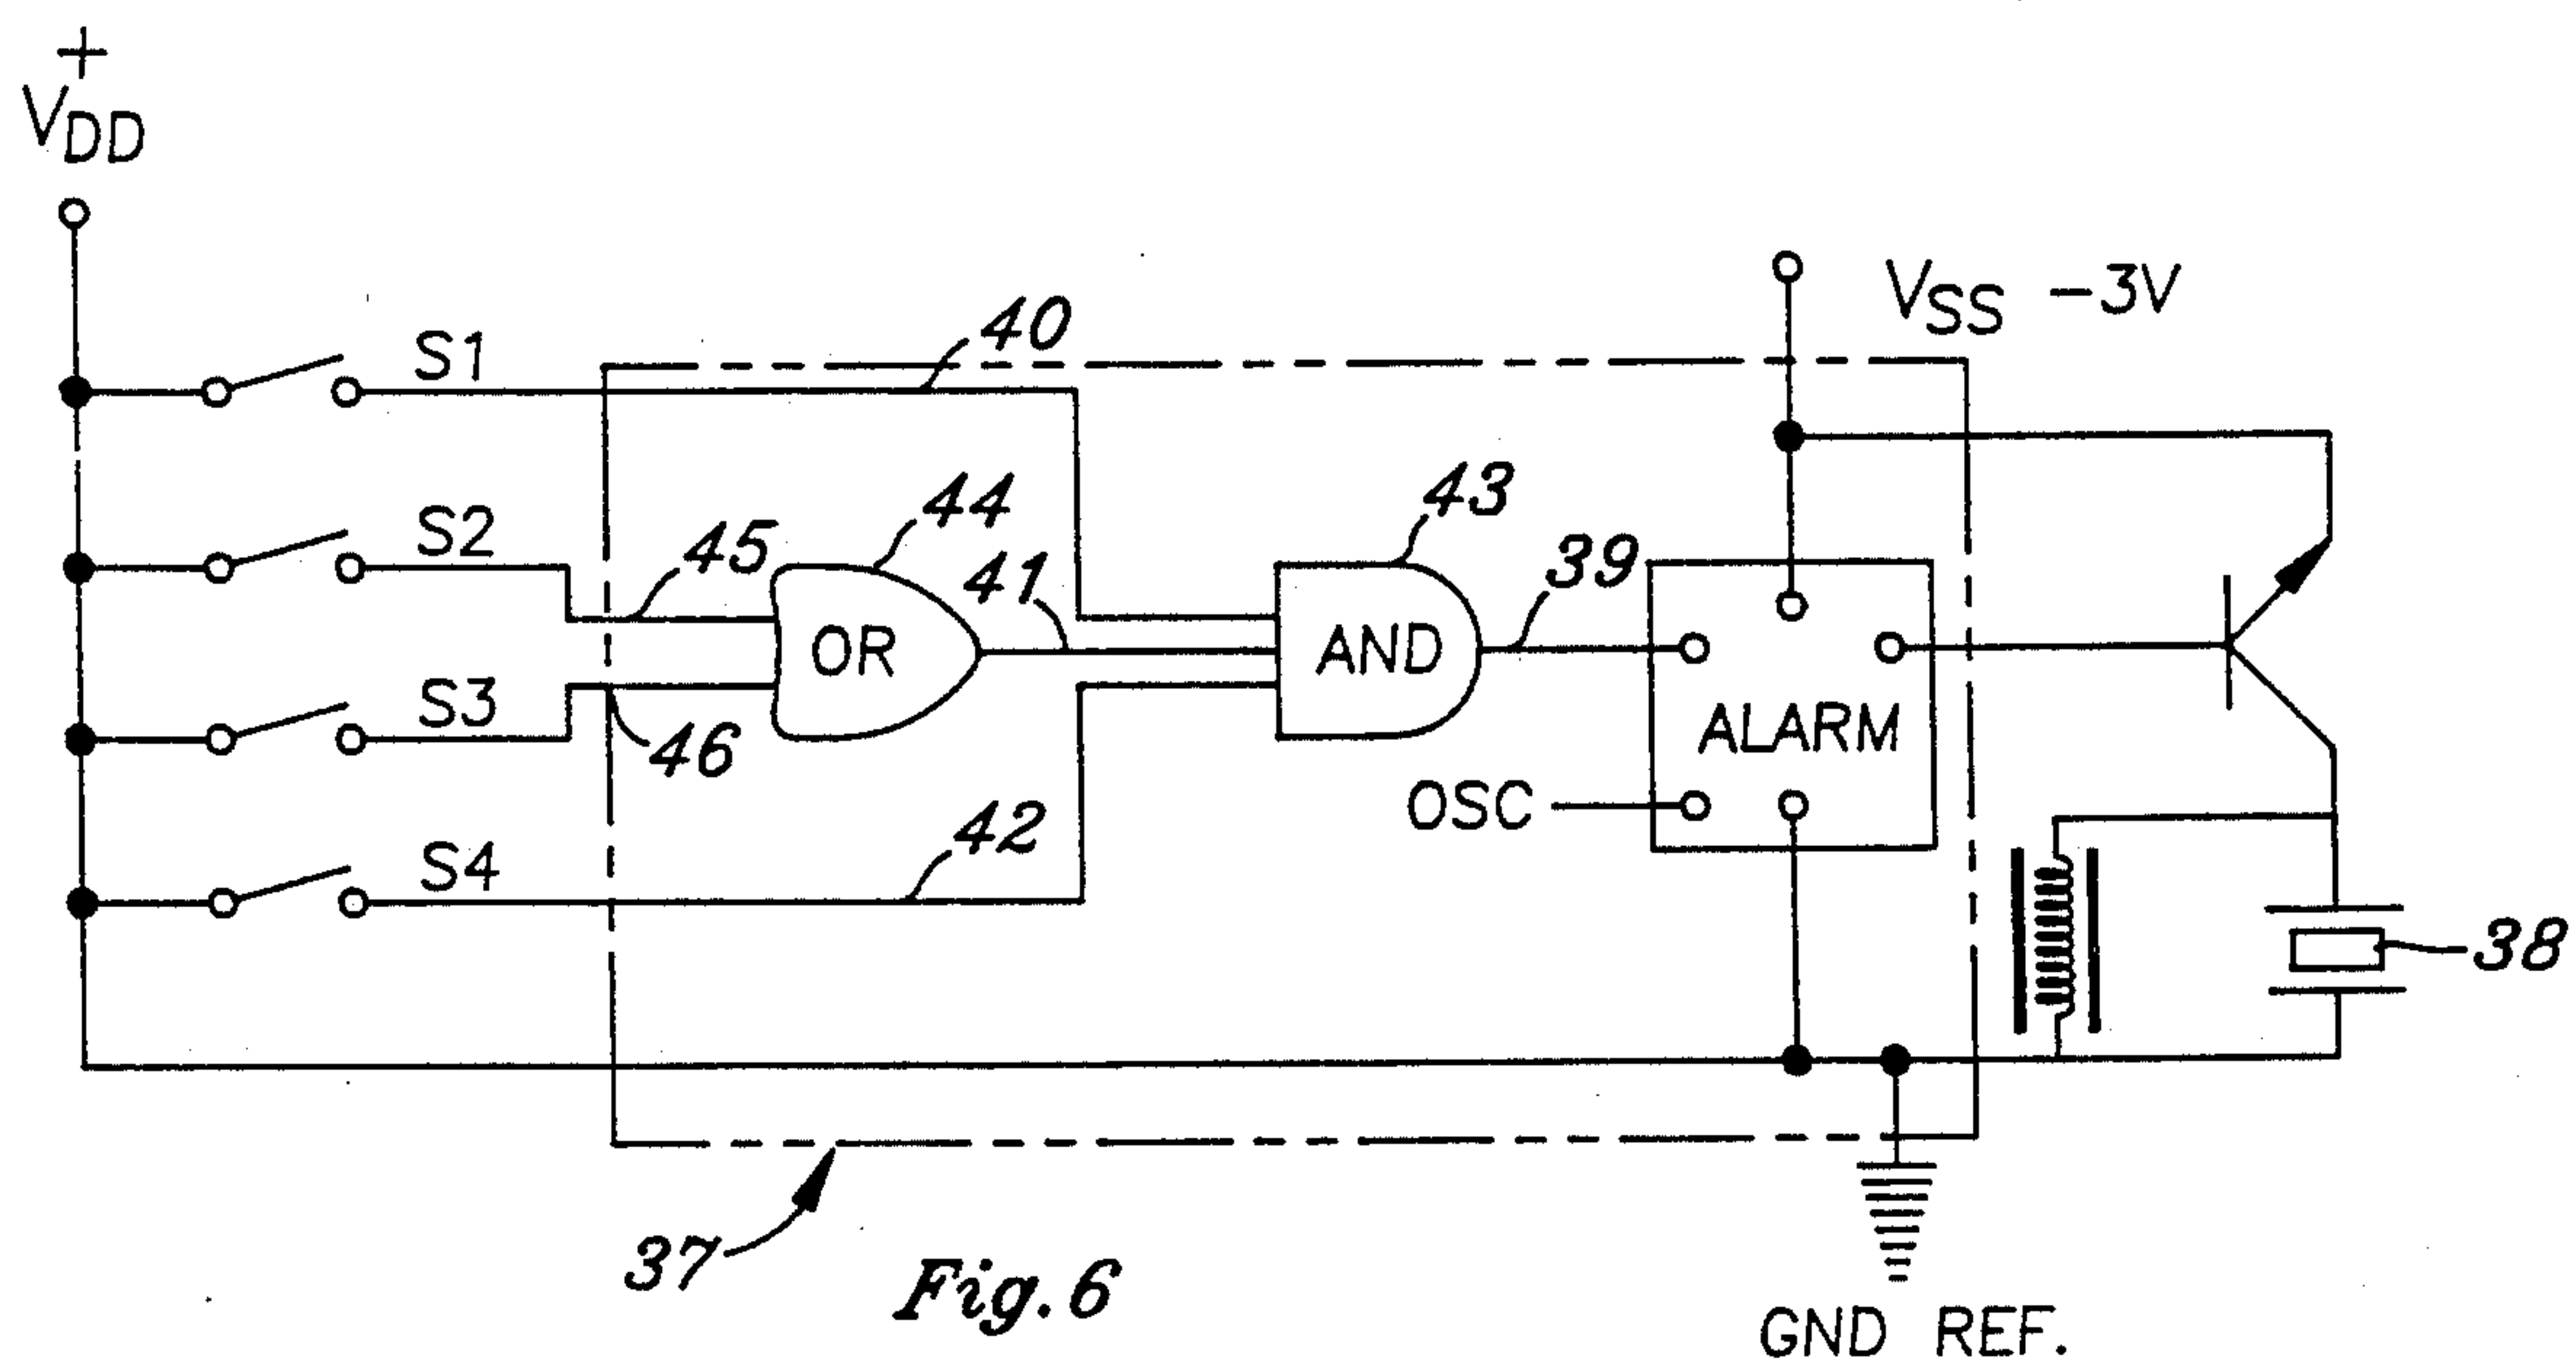 +
VDD
VSS -3V
S1
40
S2
45
44
41
43
39
OR
AND
S3
46
ALARM
OSC
S4
42
38
37
Fig. 6
GND REF.